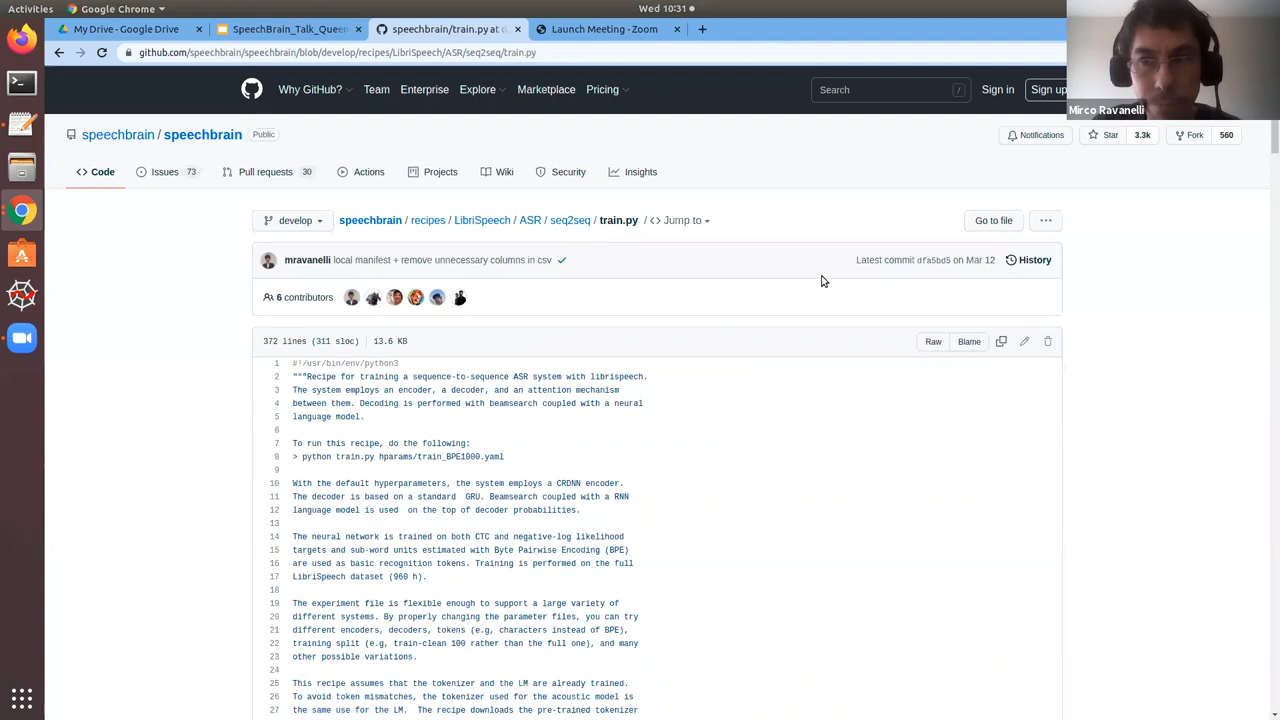 Activities
Google Chrome
Wed 10:31
My Drive - Google Drive
SpeechBrain_Talk_Queen
speechbrain/train.py at d
Launch Meeting - Zoom
github.com/speechbrain/speechbrain/blob/develop/recipes/LibriSpeech/ASR/seq2seq/train.py
Why GitHub?
Team
Enterprise
Explore
Marketplace
Pricing
Search
Sign in
Sign up
Mirco Ravanelli
speechbrain / speechbrain Public
Notifications
Star 3.3k
Fork 560
Code
Issues 73
Pull requests 30
Actions
Projects
Wiki
Security
Insights
develop
speechbrain / recipes / LibriSpeech / ASR / seq2seq / train.py / <> Jump to
Go to file
mravanelli local manifest + remove unnecessary columns in csv
Latest commit dfa5bd5 on Mar 12
History
6 contributors
372 lines (311 sloc) | 13.6 KB
Raw
Blame
1 #!/usr/bin/env/python3
2 """Recipe for training a sequence-to-sequence ASR system with librispeech.
3 The system employs an encoder, a decoder, and an attention mechanism
4 between them. Decoding is performed with beamsearch coupled with a neural
5 language model.
6
7 To run this recipe, do the following:
8 > python train.py hparams/train_BPE1000.yaml
9
10 With the default hyperparameters, the system employs a CRDNN encoder.
11 The decoder is based on a standard  GRU. Beamsearch coupled with a RNN
12 language model is used  on the top of decoder probabilities.
13
14 The neural network is trained on both CTC and negative-log likelihood
15 targets and sub-word units estimated with Byte Pairwise Encoding (BPE)
16 are used as basic recognition tokens. Training is performed on the full
17 LibriSpeech dataset (960 h).
18
19 The experiment file is flexible enough to support a large variety of
20 different systems. By properly changing the parameter files, you can try
21 different encoders, decoders, tokens (e.g, characters instead of BPE),
22 training split (e.g, train-clean 100 rather than the full one), and many
23 other possible variations.
24
25 This recipe assumes that the tokenizer and the LM are already trained.
26 To avoid token mismatches, the tokenizer used for the acoustic model is
27 the same use for the LM.  The recipe downloads the pre-trained tokenizer